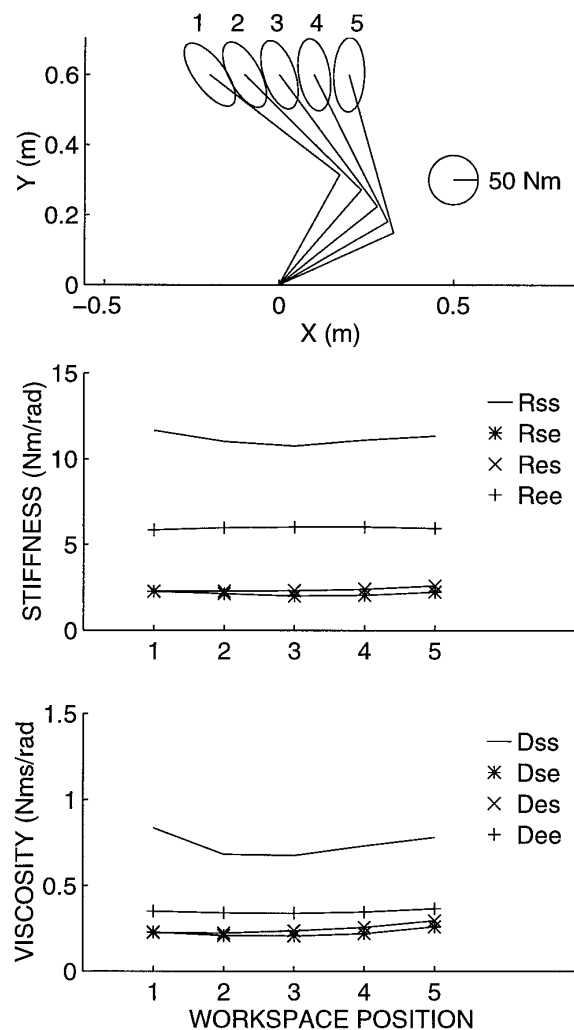 1 2 3 4 5
0.6
0.4
0.2
0
Y (m)
50 Nm
−0.5 0 0.5
X (m)
15
10
5
0
STIFFNESS (Nm/rad)
Rss
Rse
Res
Ree
1 2 3 4 5
1.5
1
0.5
0
VISCOSITY (Nms/rad
Dss
Dse
Des
Dee
1 2 3 4 5
WORKSPACE POSITION